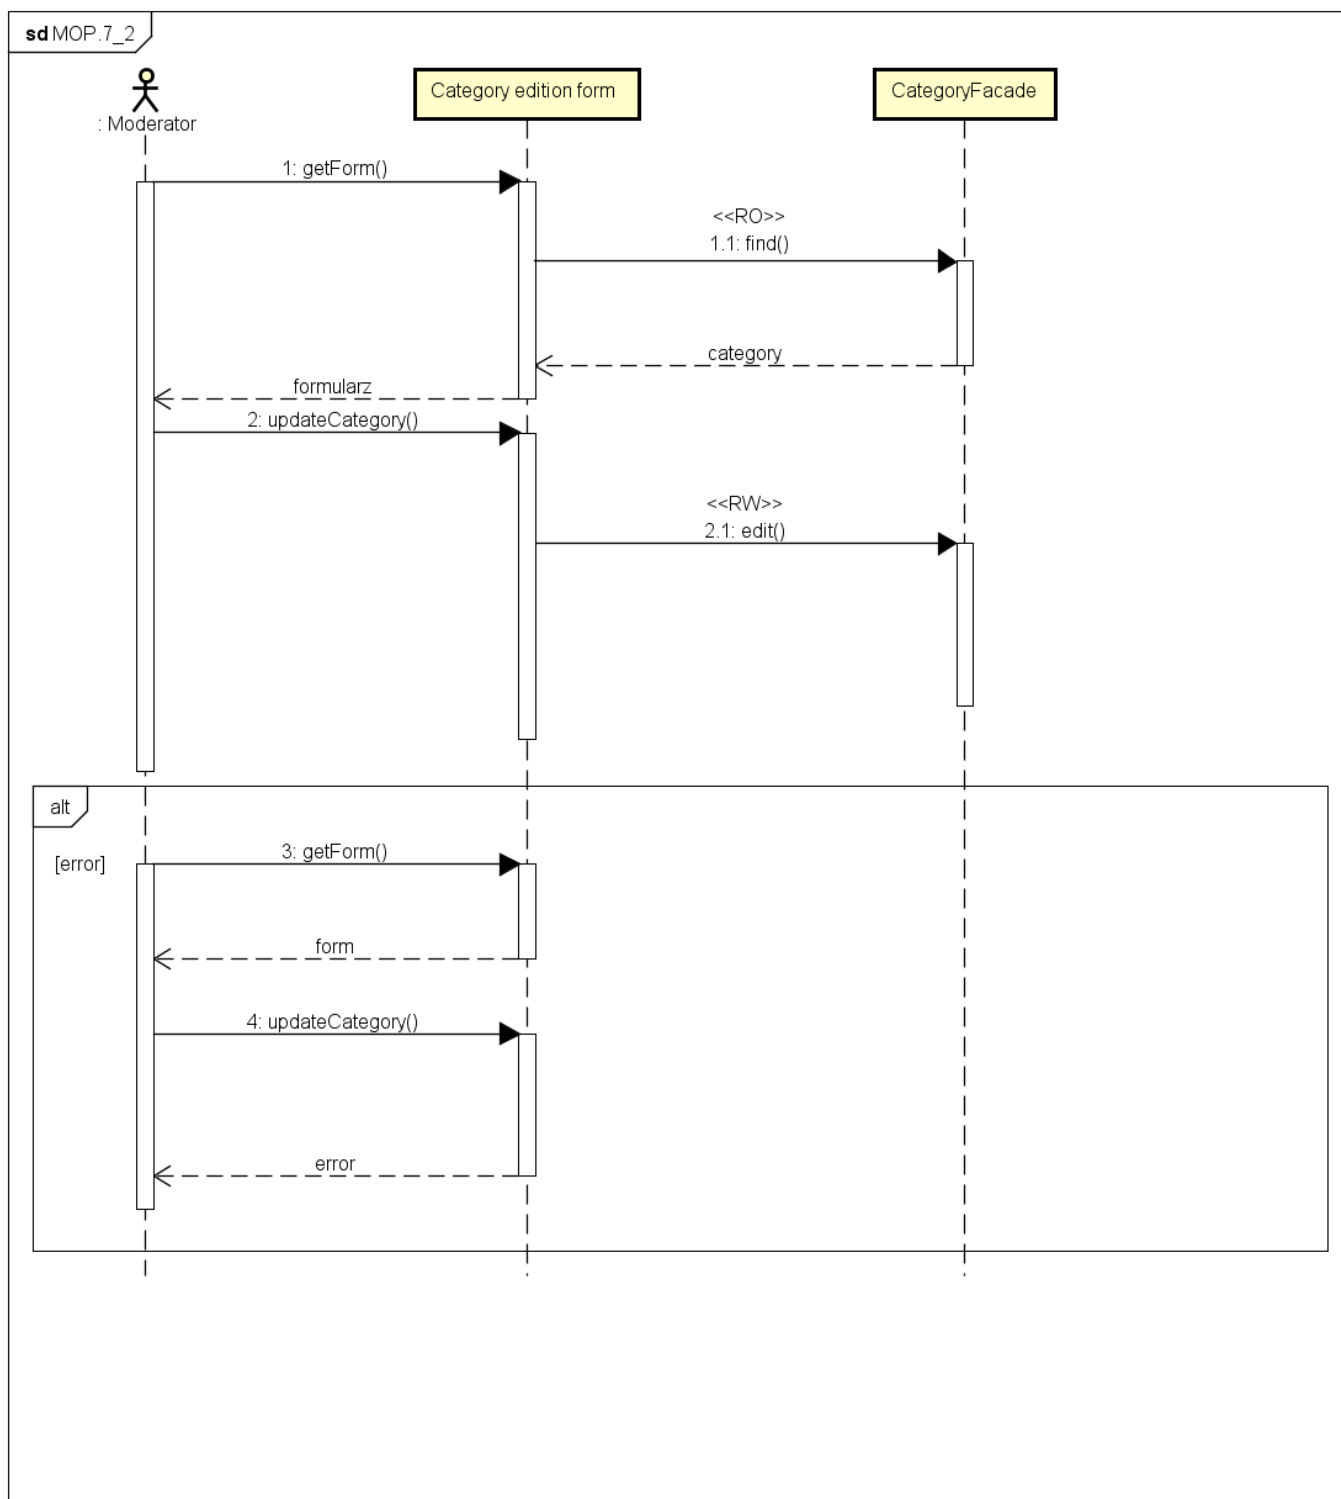 sd MOP.7_2
: Moderator
Category edition form
CategoryFacade
1: getForm()
<<RO>>
1.1: find()
category
formularz
2: updateCategory()
<<RW>>
2.1: edit()
alt
[error]
3: getForm()
form
4: updateCategory()
error